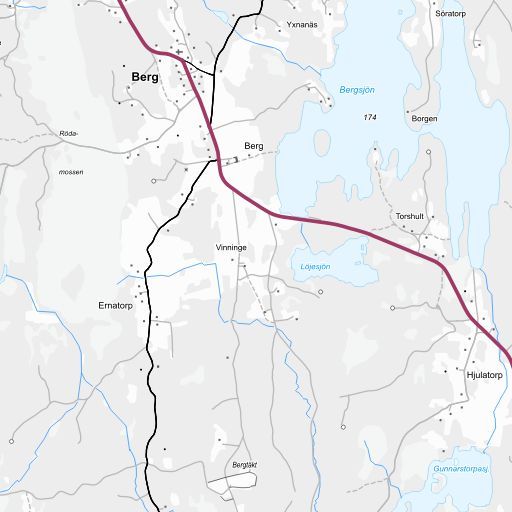 Söratorp
Yxnanäs
Berg
Bergsjön
174
Borgen
Röda-
Berg
mossen
Torshult
Vinninge
Löjesjön
Ernatorp
Hjulatorp
Bergtäkt
Gunnarstorpasj.